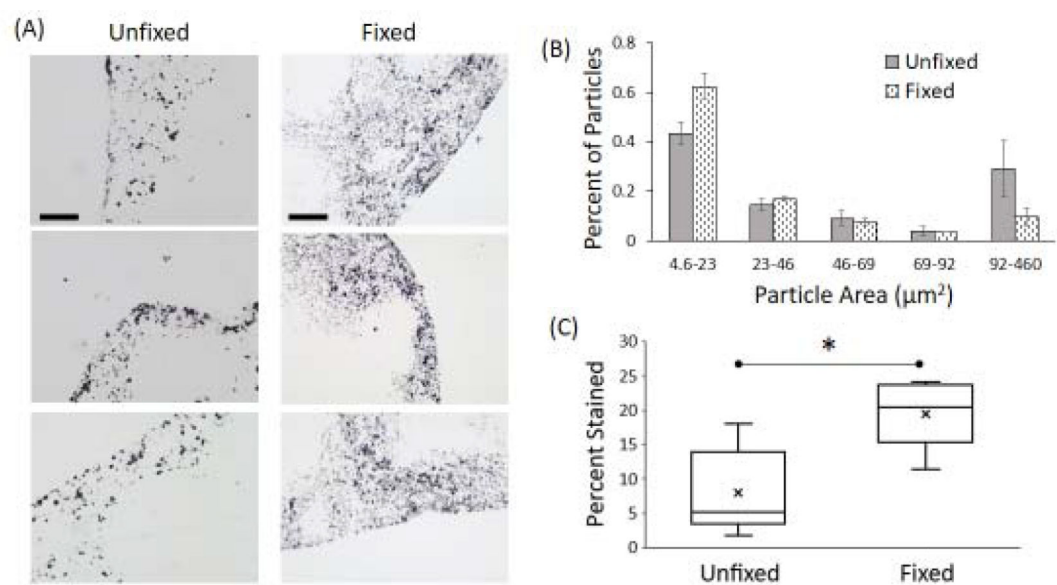 (A)
Unfixed
Fixed
(B)
Percent of Particles
0.8
0.6
0.4
0.2
0
Unfixed
Fixed
4.6-23
23-46
46-69
69-92
92-460
Particle Area (µm²)
(C)
Percent Stained
30
25
20
15
10
5
0
*
Unfixed
Fixed